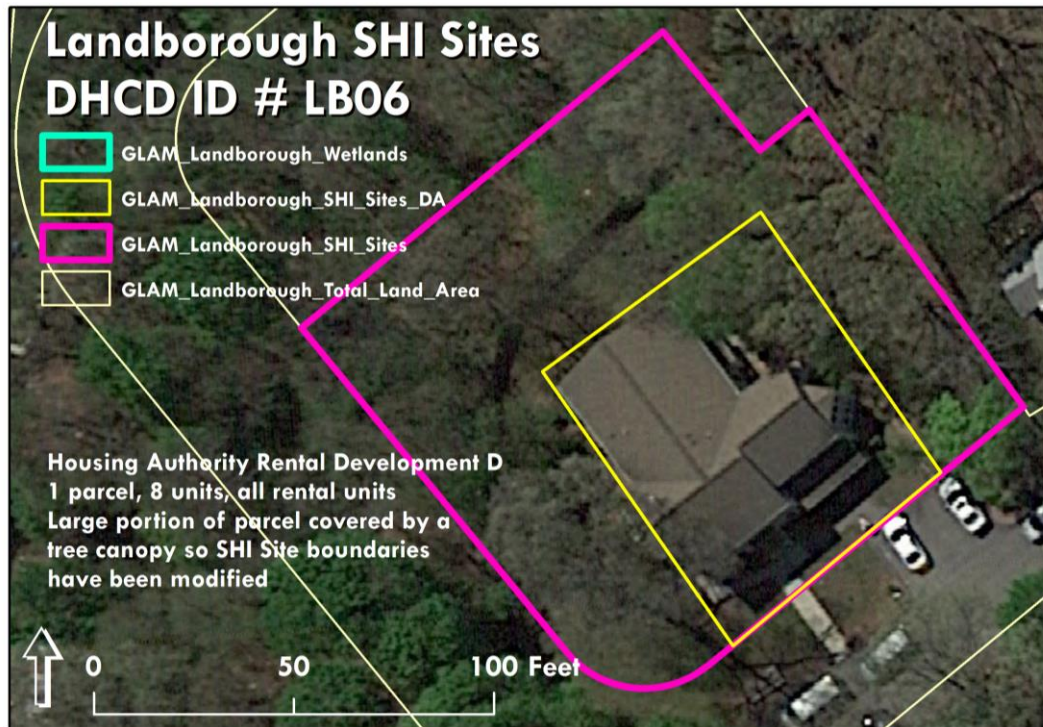 Landborough SHI Sites
DHCD ID # LB06
GLAM_Landborough_Wetlands
GLAM_Landborough_SHI_Sites_DA
GLAM_Landborough_SHI_Sites
GLAM_Landborough_Total_Land_Area
Housing Authority Rental Development D
1 parcel, 8 units, all rental units
Large portion of parcel covered by a
tree canopy so SHI Site boundaries
have been modified
0 50 100 Feet